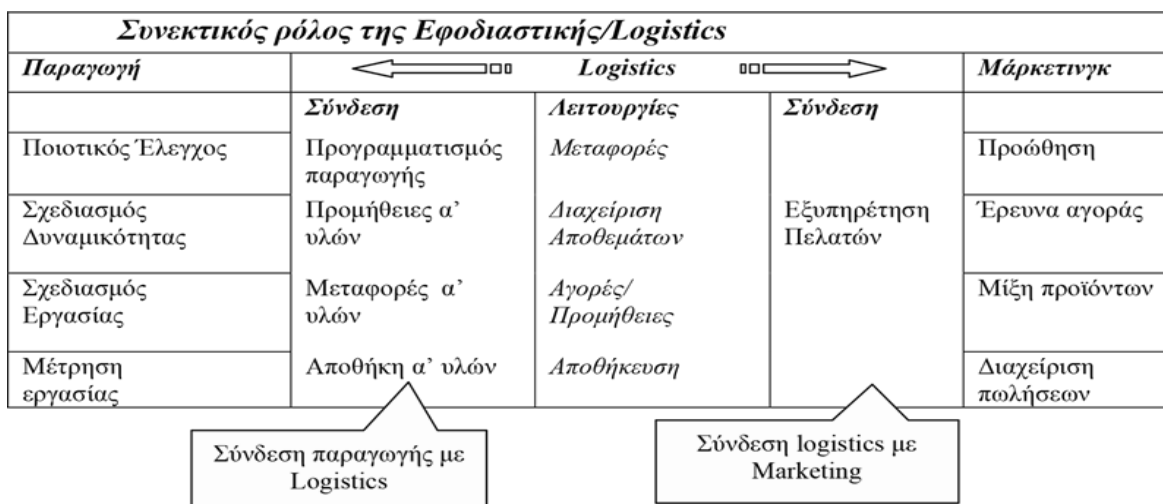 Συνεκτικός ρόλος της Εφοδιαστικής/Logistics
Παραγωγή Logistics Μάρκετινγκ
Σύνδεση Λειτουργίες Σύνδεση
Ποιοτικός Έλεγχος Προγραμματισμός Μεταφορές Προώθηση
παραγωγής
Σχεδιασμός Προμήθειες α’ Διαχείριση Εξυπηρέτηση Έρευνα αγοράς
Δυναμικότητας υλών Αποθεμάτων Πελατών
Σχεδιασμός Μεταφορές α’ Αγορές/ Μίξη προϊόντων
Εργασίας υλών Προμήθειες
Μέτρηση Αποθήκη α’ υλών Αποθήκευση Διαχείριση
εργασίας πωλήσεων
Σύνδεση παραγωγής με
Logistics
Σύνδεση logistics με
Marketing